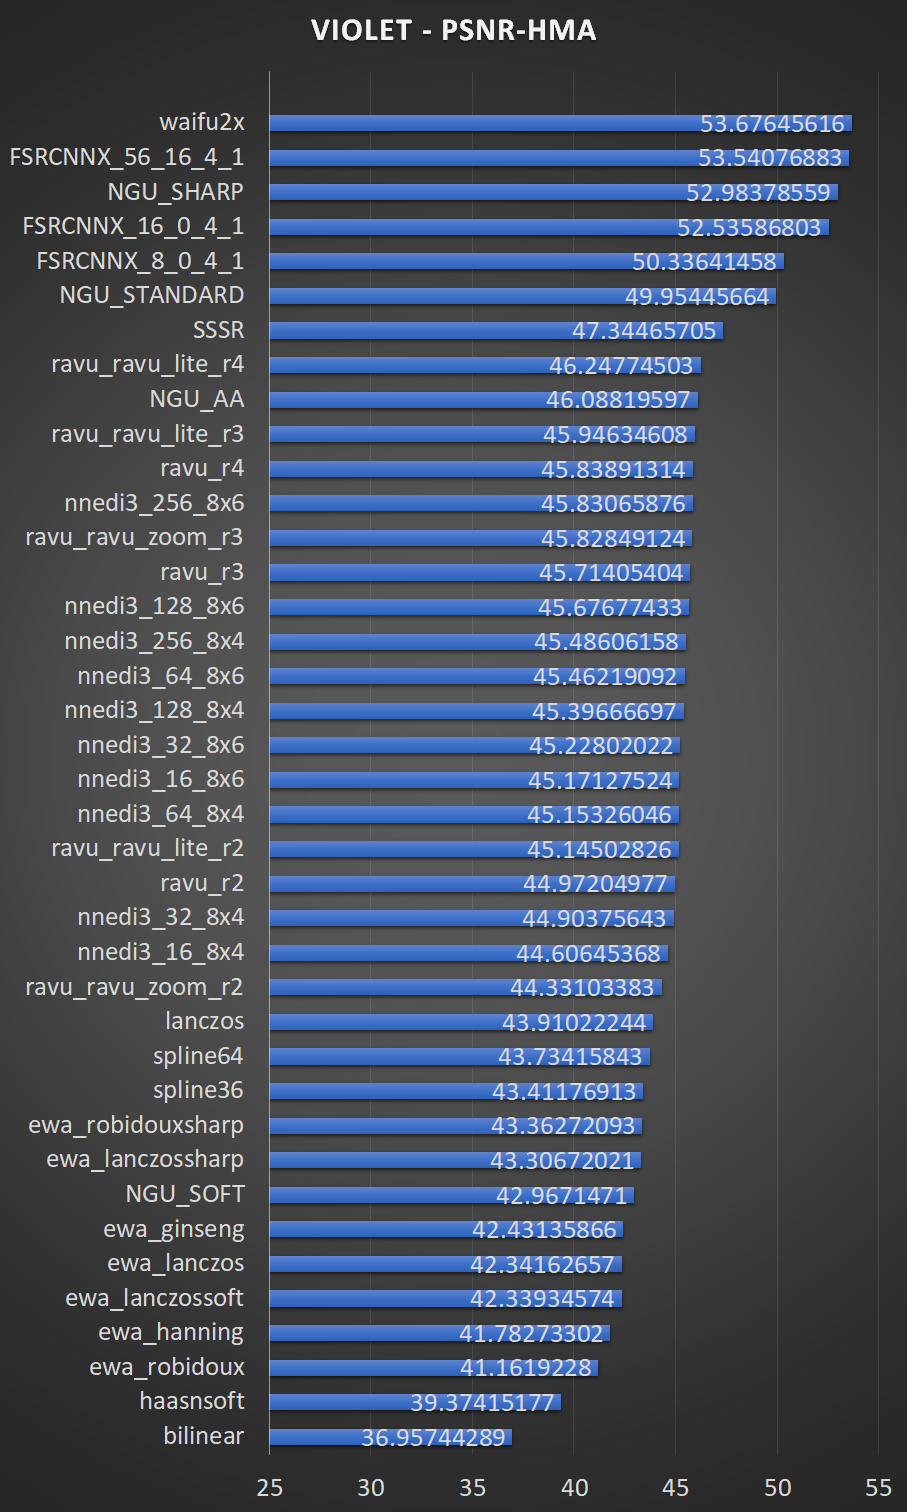 VIOLET - PSNR-HMA
waifu2x 53.67645616
FSRCNNX_56_16_4_1 53.54076883
NGU_SHARP 52.98378559
FSRCNNX_16_0_4_1 52.53586803
FSRCNNX_8_0_4_1 50.33641458
NGU_STANDARD 49.95445664
SSSR 47.34465705
ravu_ravu_lite_r4 46.24774503
NGU_AA 46.08819597
ravu_ravu_lite_r3 45.94634608
ravu_r4 45.83891314
nnedi3_256_8x6 45.83065876
ravu_ravu_zoom_r3 45.82849124
ravu_r3 45.71405404
nnedi3_128_8x6 45.67677433
nnedi3_256_8x4 45.48606158
nnedi3_64_8x6 45.46219092
nnedi3_128_8x4 45.39666697
nnedi3_32_8x6 45.22802022
nnedi3_16_8x6 45.17127524
nnedi3_64_8x4 45.15326046
ravu_ravu_lite_r2 45.14502826
ravu_r2 44.97204977
nnedi3_32_8x4 44.90375643
nnedi3_16_8x4 44.60645368
ravu_ravu_zoom_r2 44.33103383
lanczos 43.91022244
spline64 43.73415843
spline36 43.41176913
ewa_robidouxsharp 43.36272093
ewa_lanczossharp 43.30672021
NGU_SOFT 42.9671471
ewa_ginseng 42.43135866
ewa_lanczos 42.34162657
ewa_lanczossoft 42.33934574
ewa_hanning 41.78273302
ewa_robidoux 41.1619228
haasnsoft 39.37415177
bilinear 36.95744289
25 30 35 40 45 50 55